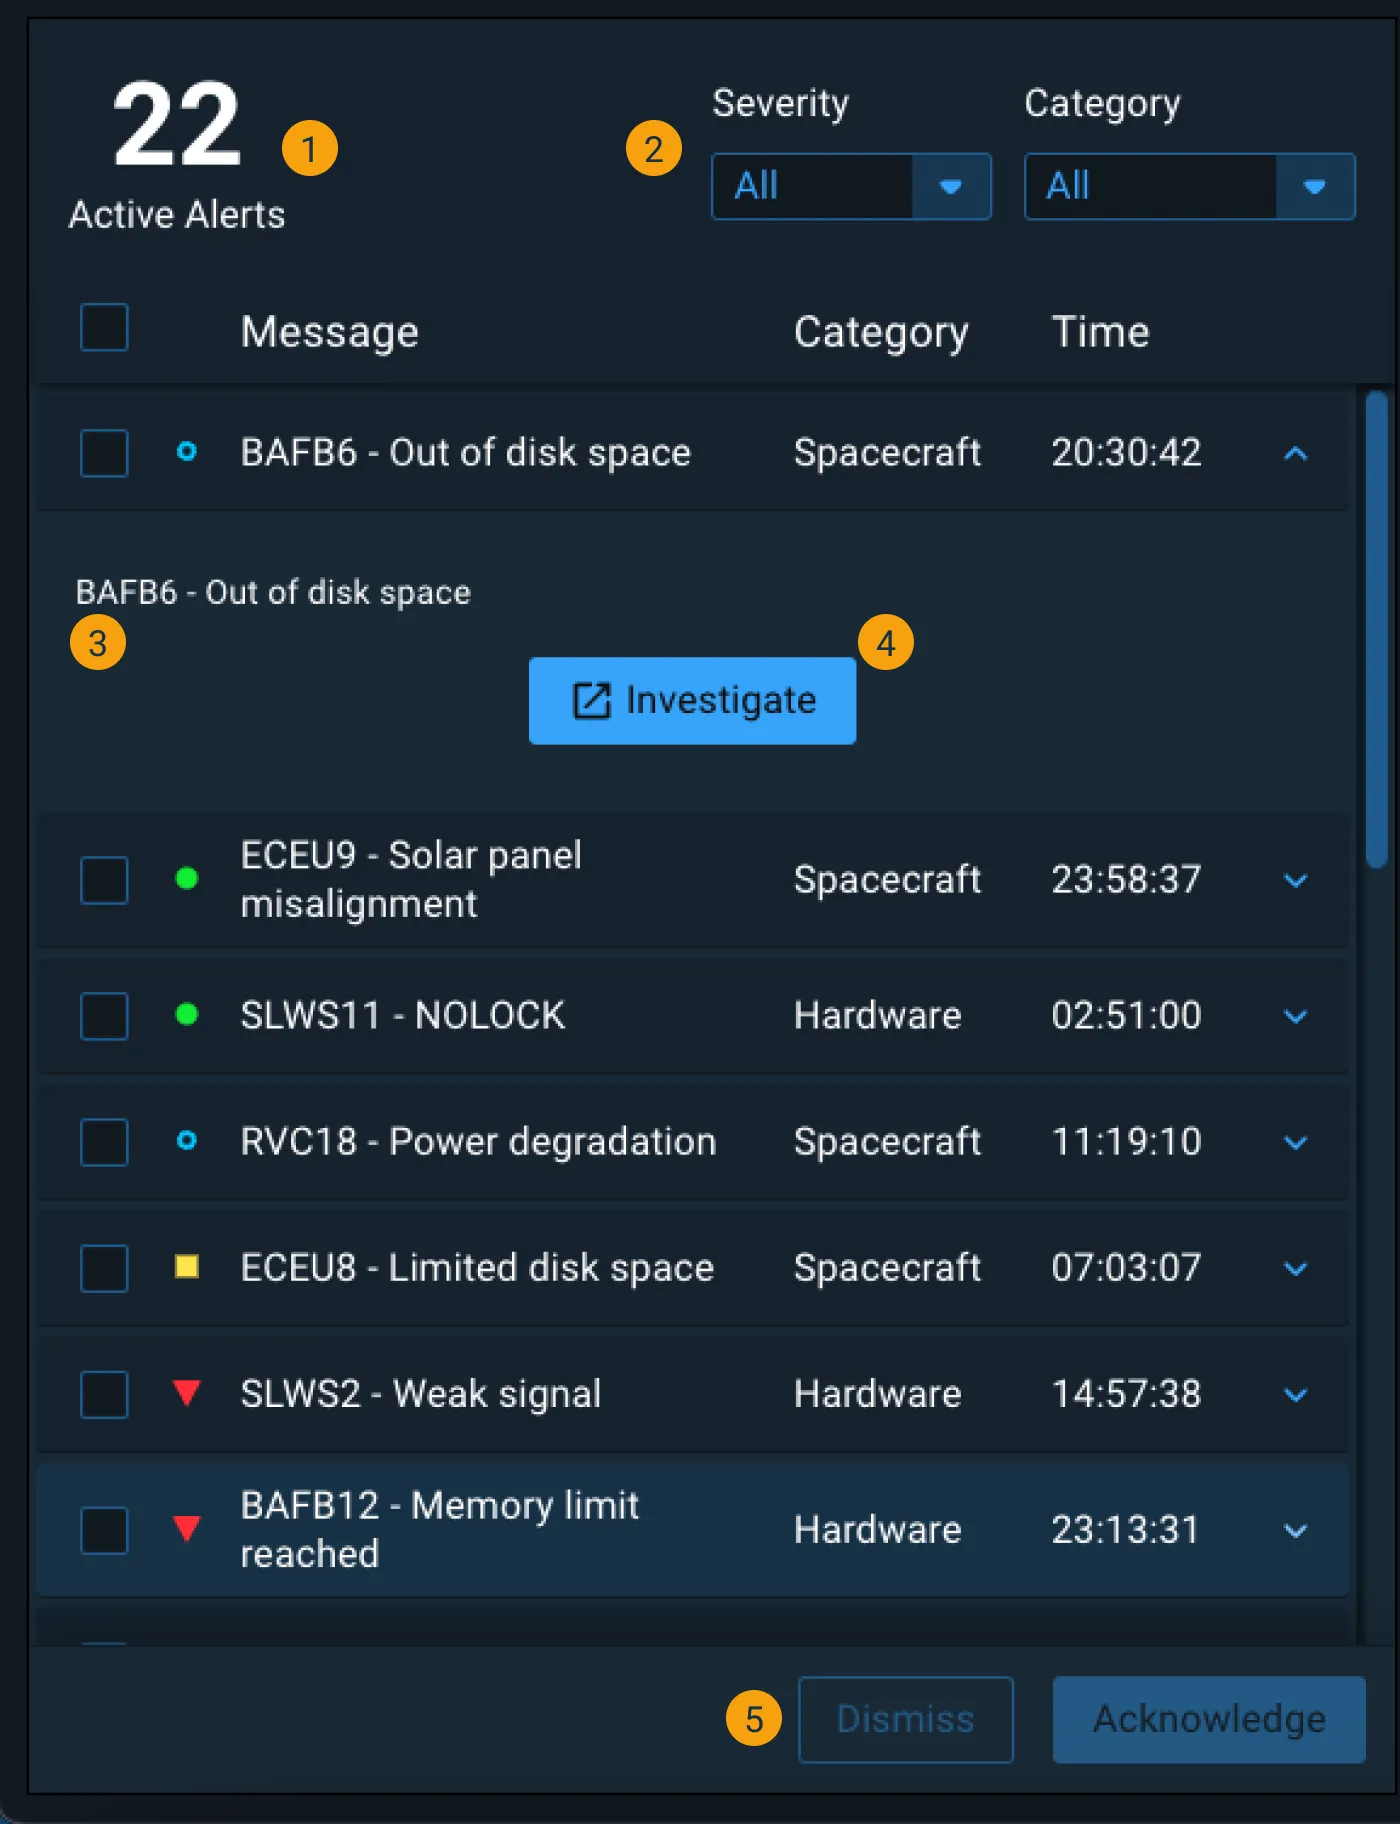 22
1
Active Alerts
2
Severity
Category
All
All
Message
Category
Time
BAFB6 - Out of disk space
Spacecraft
20:30:42
BAFB6 - Out of disk space
3
4
Investigate
ECEU9 - Solar panel
misalignment
Spacecraft
23:58:37
SLWS11 - NOLOCK
Hardware
02:51:00
RVC18 - Power degradation
Spacecraft
11:19:10
ECEU8 - Limited disk space
Spacecraft
07:03:07
SLWS2 - Weak signal
Hardware
14:57:38
BAFB12 - Memory limit
reached
Hardware
23:13:31
5
Dismiss
Acknowledge